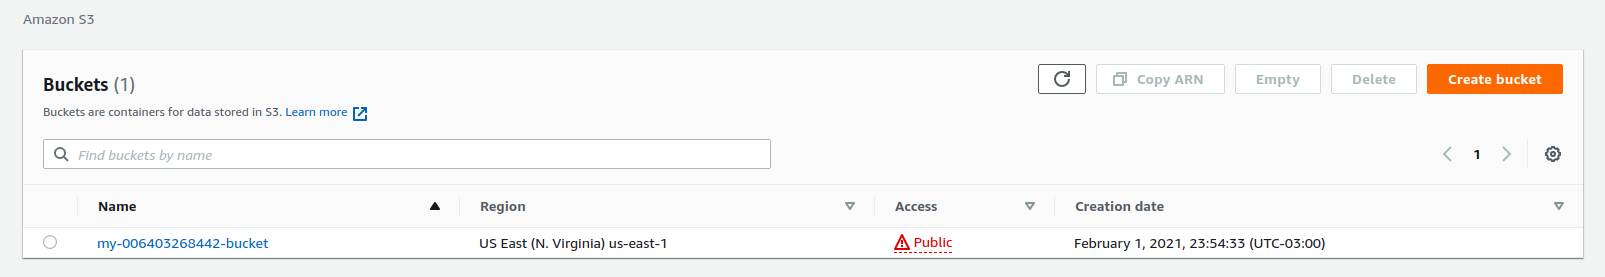 Amazon S3
Buckets (1)
Copy ARN
Empty
Delete
Create bucket
Buckets are containers for data stored in S3. Learn more
Find buckets by name
1
Name Region Access Creation date
my-006403268442-bucket US East (N. Virginia) us-east-1 Public February 1, 2021, 23:54:33 (UTC-03:00)